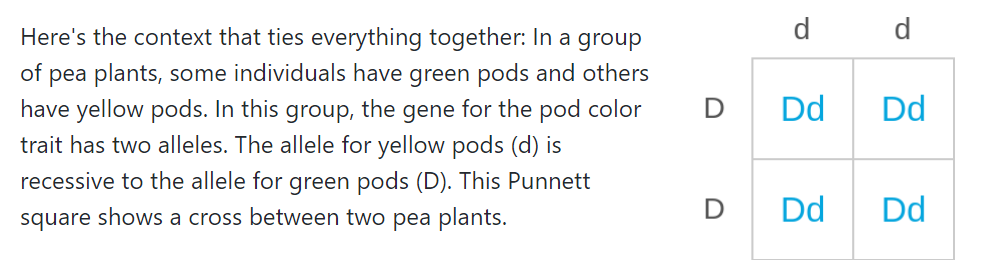 Here's the context that ties everything together: In a group
of pea plants, some individuals have green pods and others
have yellow pods. In this group, the gene for the pod color
trait has two alleles. The allele for yellow pods (d) is
recessive to the allele for green pods (D). This Punnett
square shows a cross between two pea plants.
d d
D Dd Dd
D Dd Dd